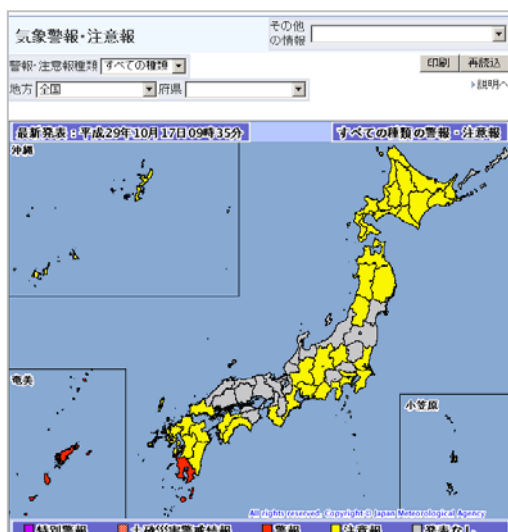 気象警報・注意報
その他
の情報
警報・注意報種類 すべての種類
印刷 再読込
地方 全国 府県
▶説明へ
最新発表：平成29年10月17日09時35分 すべての種類の警報・注意報
沖縄
奄美
小笠原
All rights reserved. Copyright © Japan Meteorological Agency
特別警報 土砂災害警戒情報 警報 注意報 発表なし